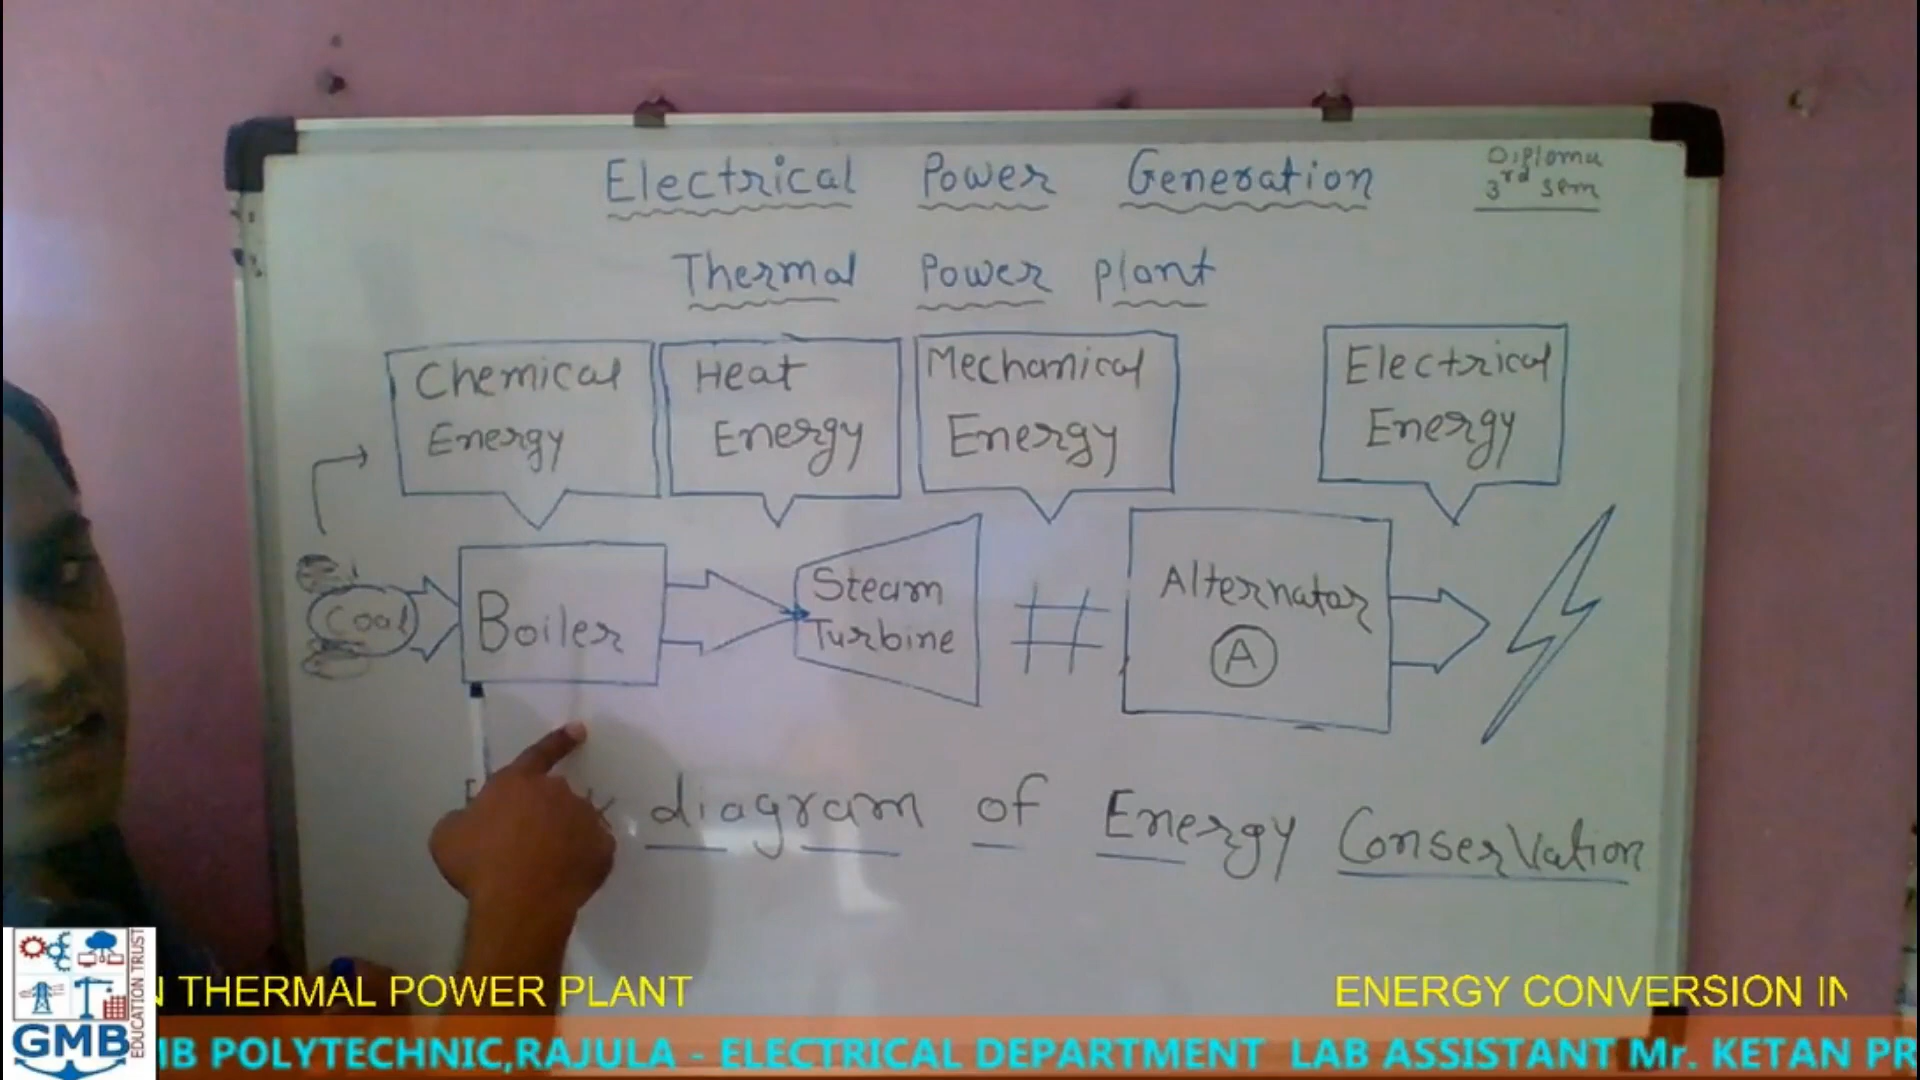 Electrical Power Generation
Diploma
3rd sem
Thermal Power plant
Chemical
Energy
Heat
Energy
Mechanical
Energy
Electrical
Energy
Coal
Boiler
Steam
Turbine
Alternator
A
diagram of Energy Conservation
N THERMAL POWER PLANT
ENERGY CONVERSION IN
GMB
EDUCATION TRUST
MB POLYTECHNIC,RAJULA - ELECTRICAL DEPARTMENT LAB ASSISTANT Mr. KETAN PR